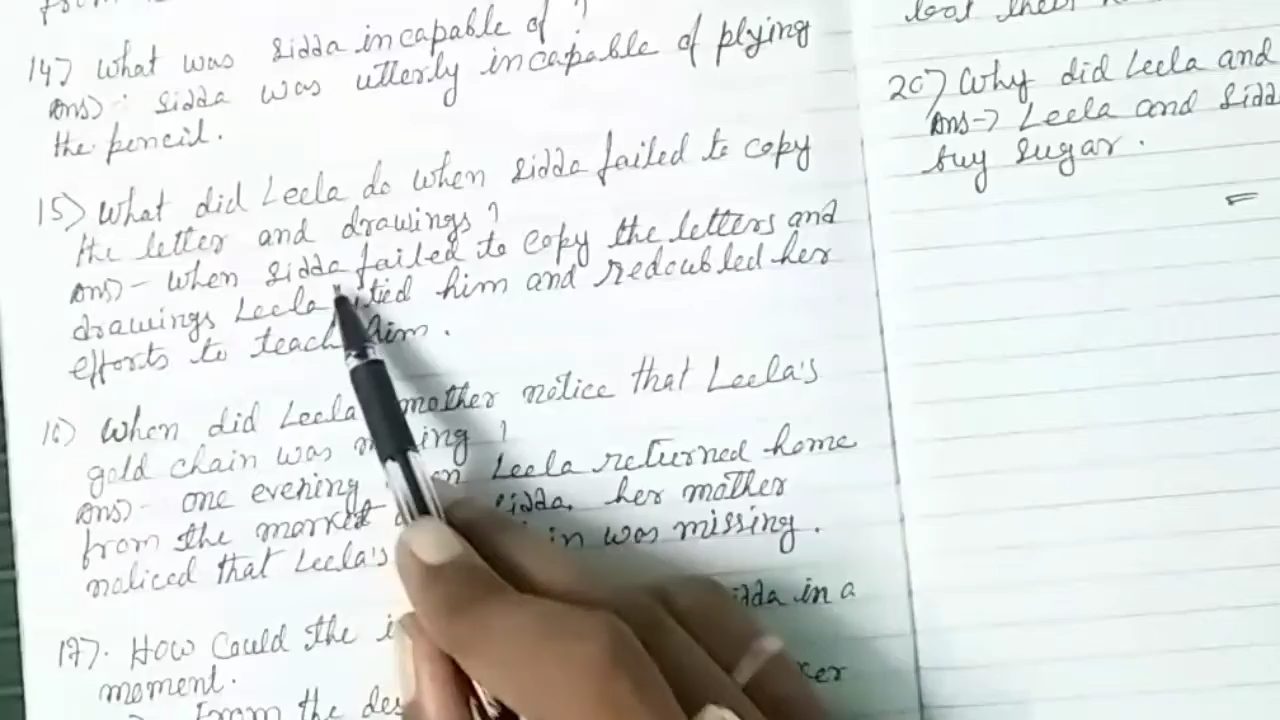 14) What was Sidda incapable of ?
Ans) : Sidda was utterly incapable of plying
the pencil.
15) What did Leela do when Sidda failed to copy
the letter and drawings ?
Ans) - When Sidda failed to copy the letters and
drawings Leela him and redoubled her
efforts to teach him.
16) When did Leela mother notice that Leela's
gold chain was ?
Ans) - one evening Leela returned home
from the market Sidda, her mother
noticed that Leela's was missing.
17). How Could the Sidda in a
moment.
From the
20) Why did Leela and
Ans -> Leela and
buy sugar.